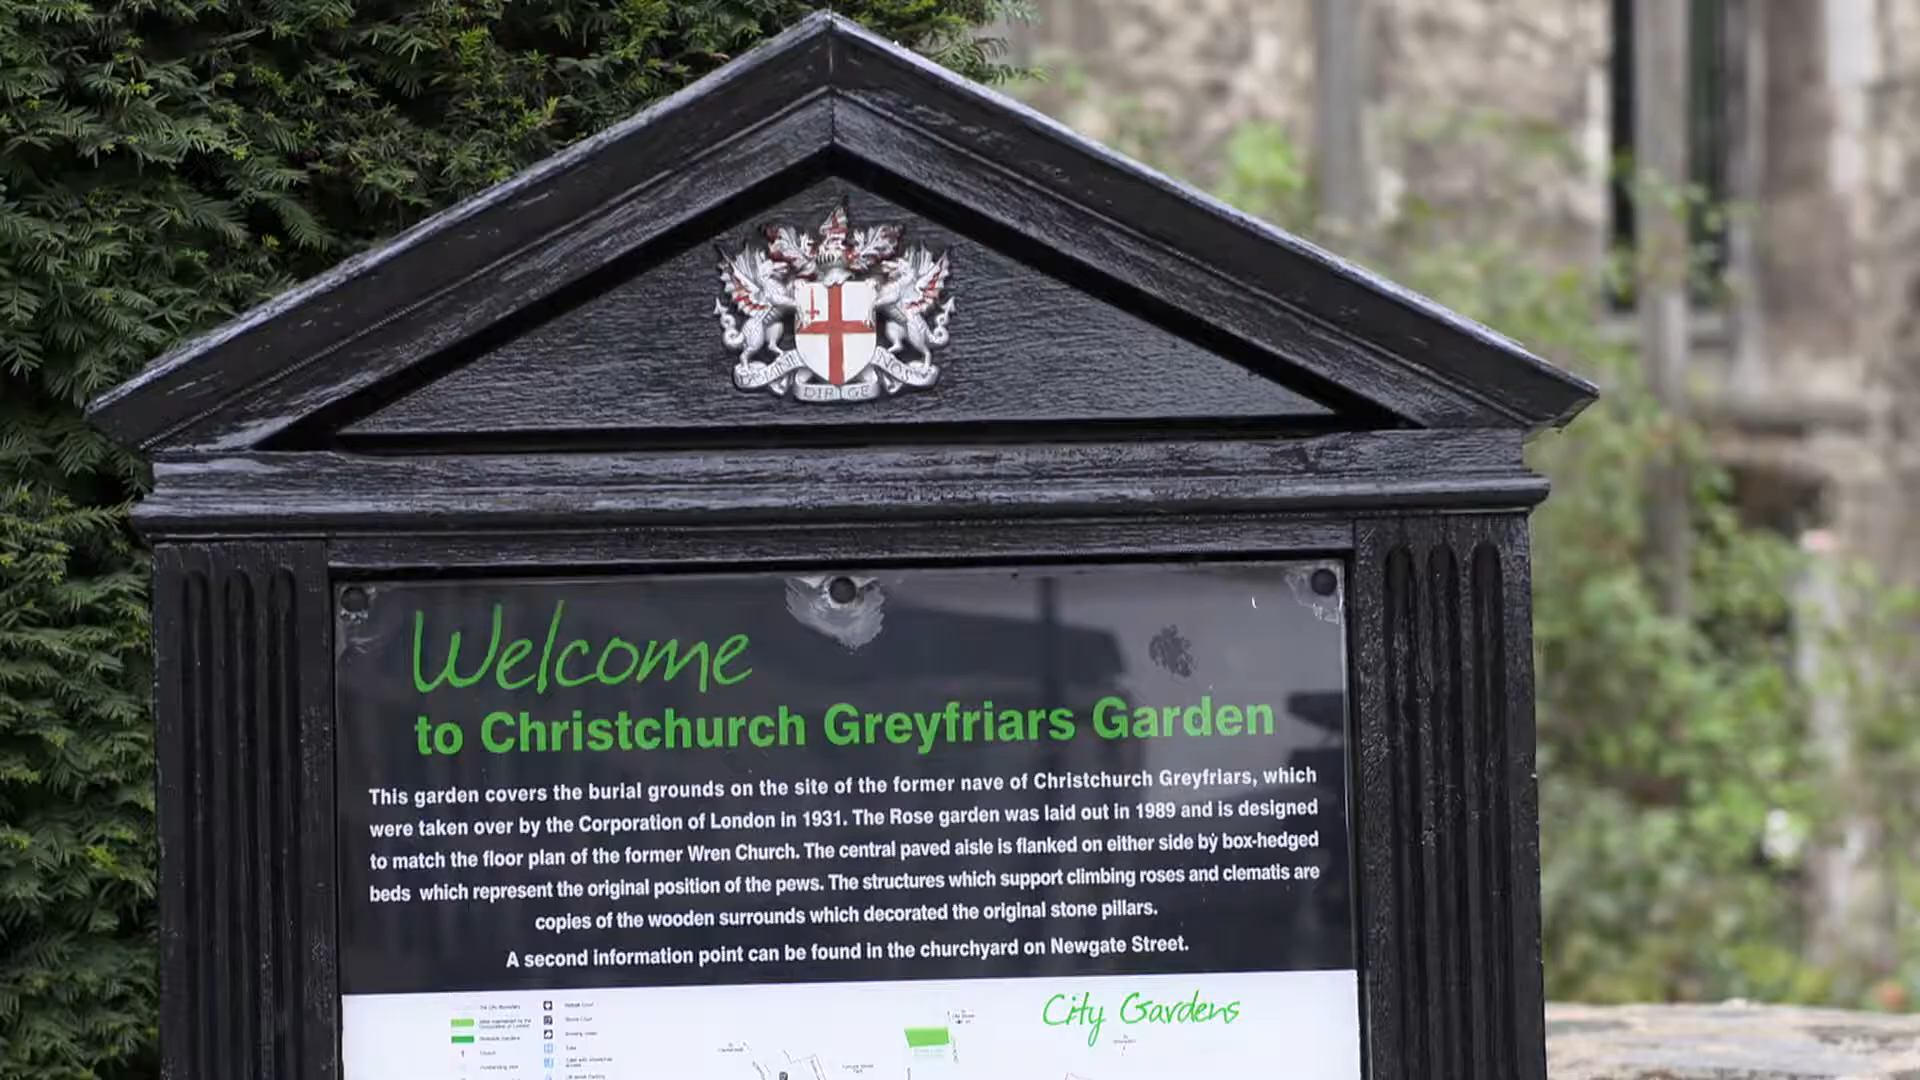 DOMINE DIRIGE NOS
Welcome
to Christchurch Greyfriars Garden
This garden covers the burial grounds on the site of the former nave of Christchurch Greyfriars, which
were taken over by the Corporation of London in 1931. The Rose garden was laid out in 1989 and is designed
to match the floor plan of the former Wren Church. The central paved aisle is flanked on either side by box-hedged
beds which represent the original position of the pews. The structures which support climbing roses and clematis are
copies of the wooden surrounds which decorated the original stone pillars.
A second information point can be found in the churchyard on Newgate Street.
City Gardens
Church